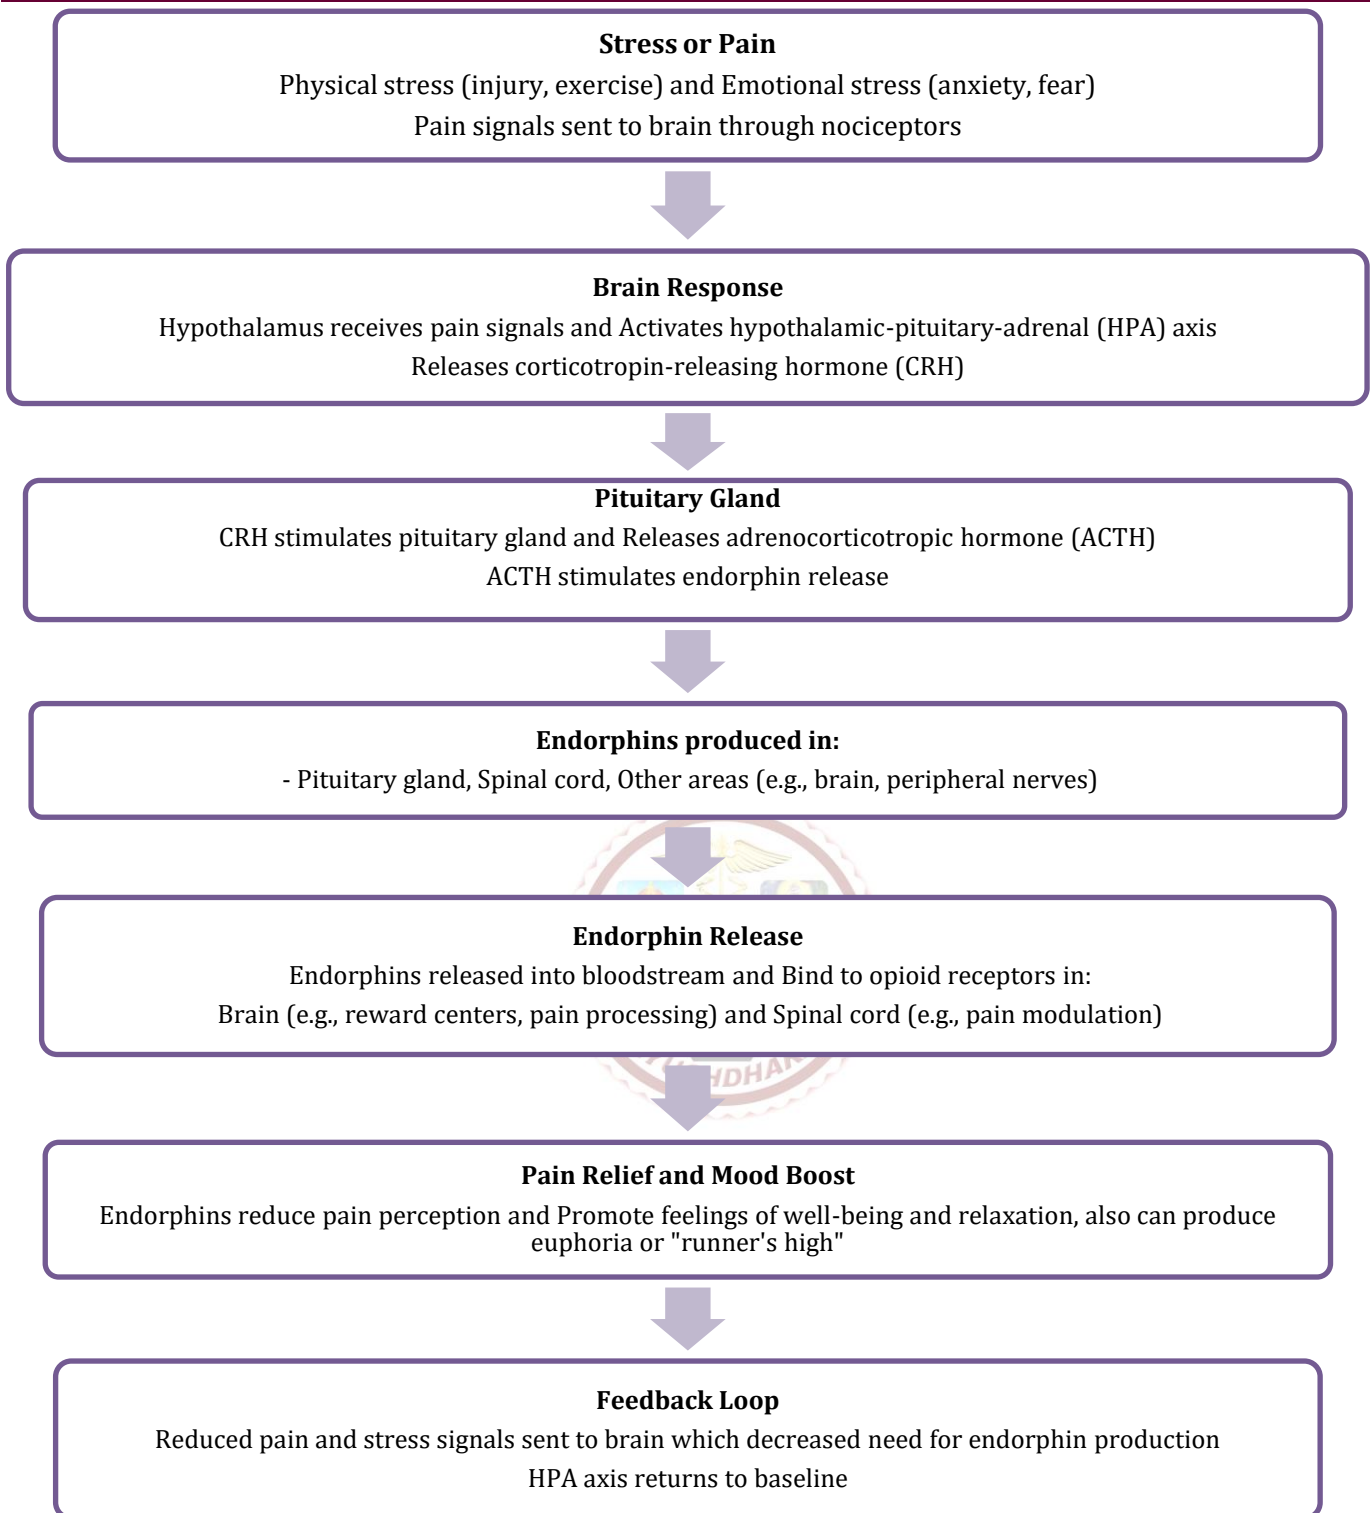 Stress or Pain
Physical stress (injury, exercise) and Emotional stress (anxiety, fear)
Pain signals sent to brain through nociceptors
Brain Response
Hypothalamus receives pain signals and Activates hypothalamic-pituitary-adrenal (HPA) axis
Releases corticotropin-releasing hormone (CRH)
Pituitary Gland
CRH stimulates pituitary gland and Releases adrenocorticotropic hormone (ACTH)
ACTH stimulates endorphin release
Endorphins produced in:
- Pituitary gland, Spinal cord, Other areas (e.g., brain, peripheral nerves)
Endorphin Release
Endorphins released into bloodstream and Bind to opioid receptors in:
Brain (e.g., reward centers, pain processing) and Spinal cord (e.g., pain modulation)
Pain Relief and Mood Boost
Endorphins reduce pain perception and Promote feelings of well-being and relaxation, also can produce
euphoria or "runner's high"
Feedback Loop
Reduced pain and stress signals sent to brain which decreased need for endorphin production
HPA axis returns to baseline